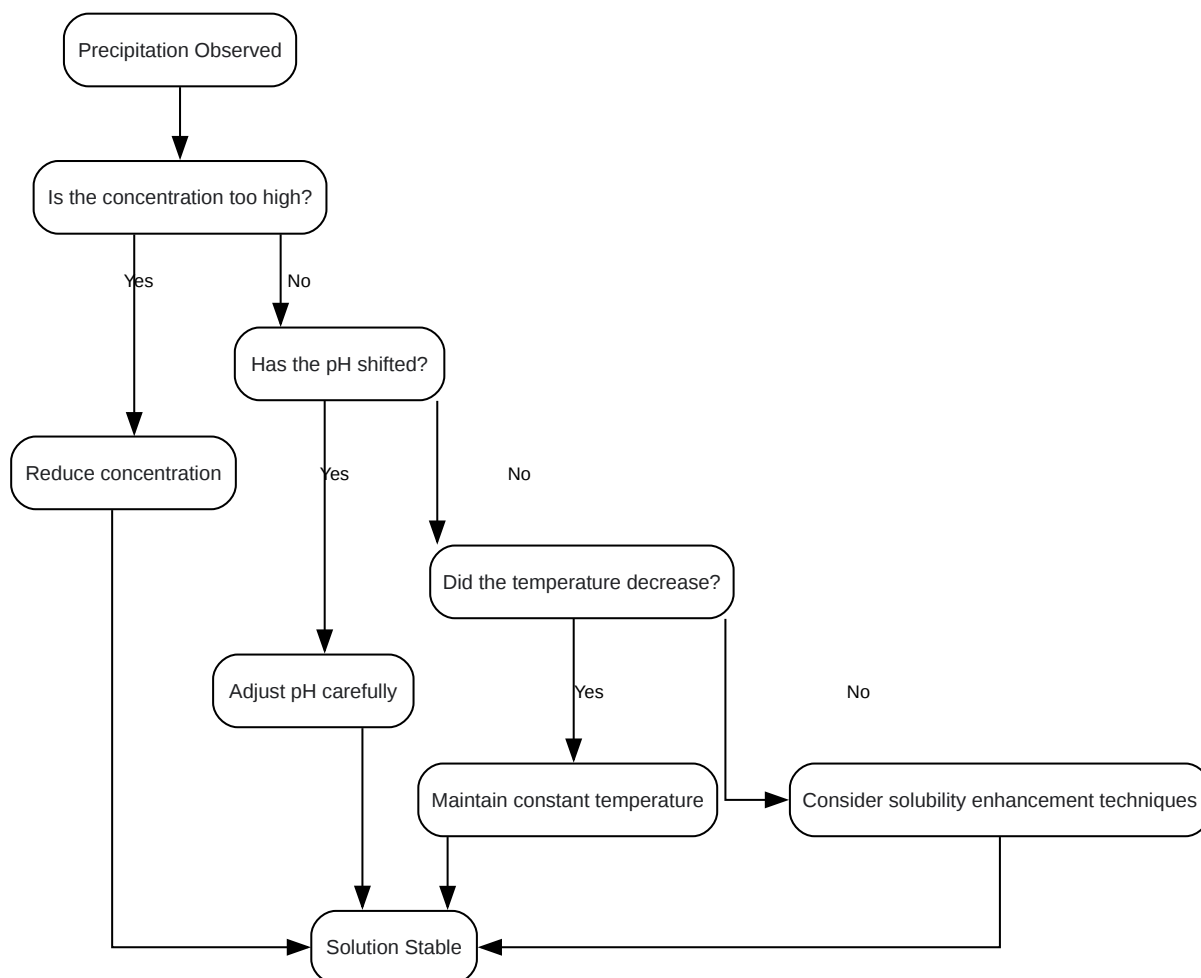 Precipitation Observed
Is the concentration too high?
Yes
No
Has the pH shifted?
Reduce concentration
Yes
No
Did the temperature decrease?
Adjust pH carefully
Yes
No
Maintain constant temperature
Consider solubility enhancement techniques
Solution Stable